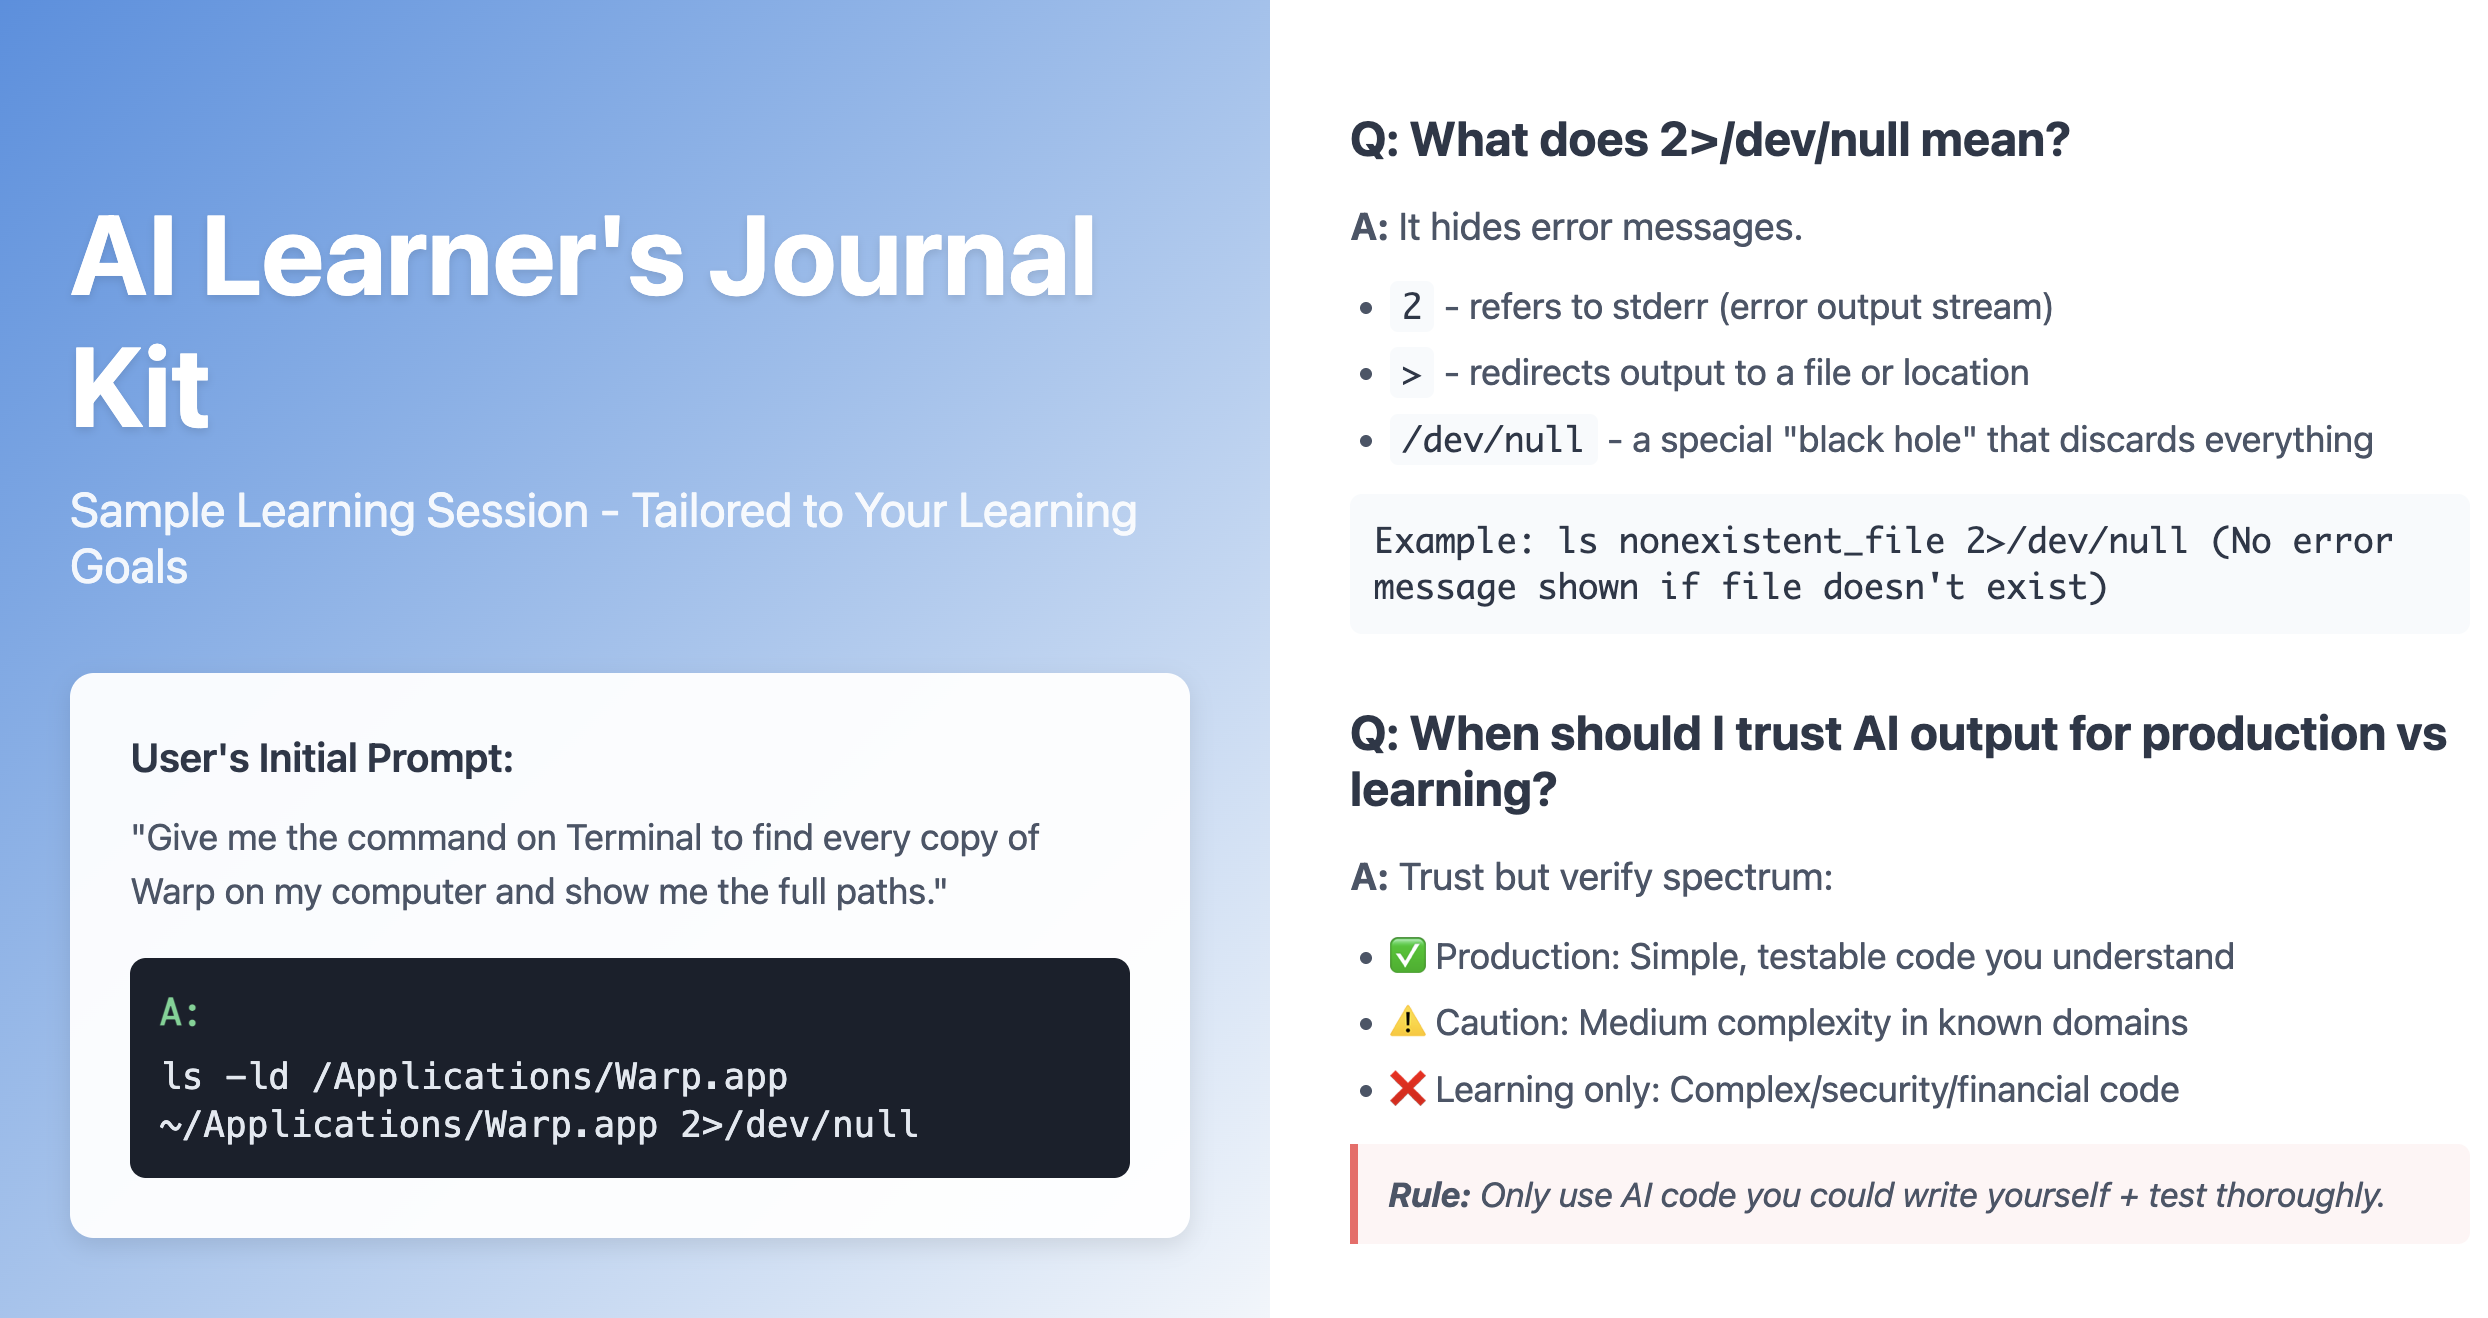 AI Learner's Journal
Kit
Sample Learning Session - Tailored to Your Learning
Goals
User's Initial Prompt:
"Give me the command on Terminal to find every copy of
Warp on my computer and show me the full paths."
A:
ls -ld /Applications/Warp.app
~/Applications/Warp.app 2>/dev/null
Q: What does 2>/dev/null mean?
A: It hides error messages.
• 2 - refers to stderr (error output stream)
• > - redirects output to a file or location
• /dev/null - a special "black hole" that discards everything
Example: ls nonexistent_file 2>/dev/null (No error
message shown if file doesn't exist)
Q: When should I trust AI output for production vs
learning?
A: Trust but verify spectrum:
• ✅ Production: Simple, testable code you understand
• ⚠️ Caution: Medium complexity in known domains
• ❌ Learning only: Complex/security/financial code
Rule: Only use AI code you could write yourself + test thoroughly.